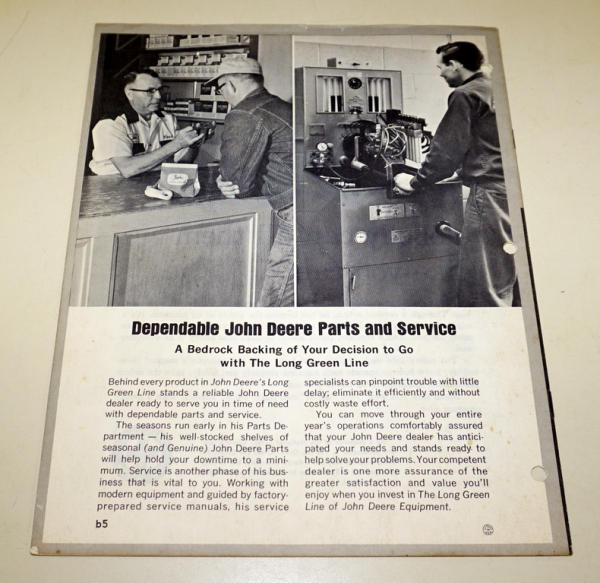 Dependable John Deere Parts and Service
A Bedrock Backing of Your Decision to Go
with The Long Green Line
Behind every product in John Deere's Long
Green Line stands a reliable John Deere
dealer ready to serve you in time of need
with dependable parts and service.
The seasons run early in his Parts De-
partment — his well-stocked shelves of
seasonal (and Genuine) John Deere Parts
will help hold your downtime to a mini-
mum. Service is another phase of his bus-
iness that is vital to you. Working with
modern equipment and guided by factory-
prepared service manuals, his service
specialists can pinpoint trouble with little
delay; eliminate it efficiently and without
costly waste effort.
You can move through your entire
year's operations comfortably assured
that your John Deere dealer has antici-
pated your needs and stands ready to
help solve your problems. Your competent
dealer is one more assurance of the
greater satisfaction and value you'll
enjoy when you invest in The Long Green
Line of John Deere Equipment.
b5